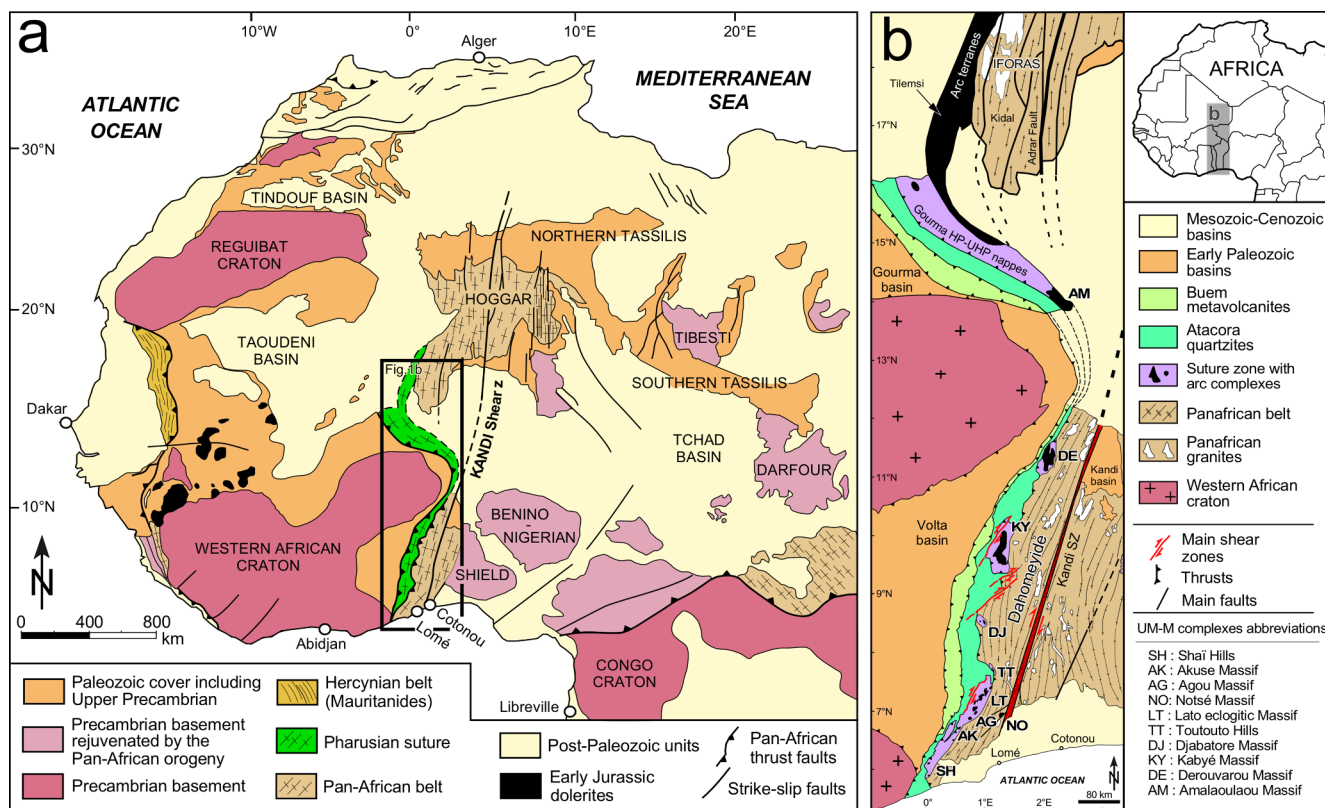 a
10°W
0°
10°E
20°E
Alger
ATLANTIC
OCEAN
MEDITERRANEAN
SEA
30°N
TINDOUF BASIN
REGUIBAT
CRATON
NORTHERN TASSILIS
HOGGAR
20°N
TAOUDENI
BASIN
TIBESTI
Fig.1b
SOUTHERN TASSILIS
Dakar
KANDI Shear z
TCHAD
BASIN
DARFOUR
10°N
BENINO
-
NIGERIAN
WESTERN AFRICAN
CRATON
SHIELD
N
0 400 800
km
Abidjan
Lomé
Cotonou
CONGO
CRATON
Libreville
Paleozoic cover including
Upper Precambrian
Precambrian basement
rejuvenated by the
Pan-African orogeny
Precambrian basement
Hercynian belt
(Mauritanides)
Pharusian suture
Pan-African belt
Post-Paleozoic units
Early Jurassic
dolerites
Pan-African
thrust faults
Strike-slip faults
b
Arc terranes
IFORAS
Tilemsi
Kidal
Adrar Fault
17°N
15°N
Gourma HP-UHP nappes
Gourma
basin
AM
13°N
DE
11°N
Kandi
basin
Volta
basin
KY
Dahomeyide
Kandi SZ
9°N
DJ
TT
LT
7°N
AG
NO
AK
SH
Lomé
Cotonou
ATLANTIC OCEAN
N
0°
1°E
2°E
80 km
AFRICA
b
Mesozoic-Cenozoic
basins
Early Paleozoic
basins
Buem
metavolcanites
Atacora
quartzites
Suture zone with
arc complexes
Panafrican belt
Panafrican
granites
Western African
craton
Main shear
zones
Thrusts
Main faults
UM-M complexes abbreviations
SH : Shaï Hills
AK : Akuse Massif
AG : Agou Massif
NO: Notsé Massif
LT : Lato eclogitic Massif
TT : Toutouto Hills
DJ : Djabatore Massif
KY : Kabyé Massif
DE : Derouvarou Massif
AM : Amalaoulaou Massif